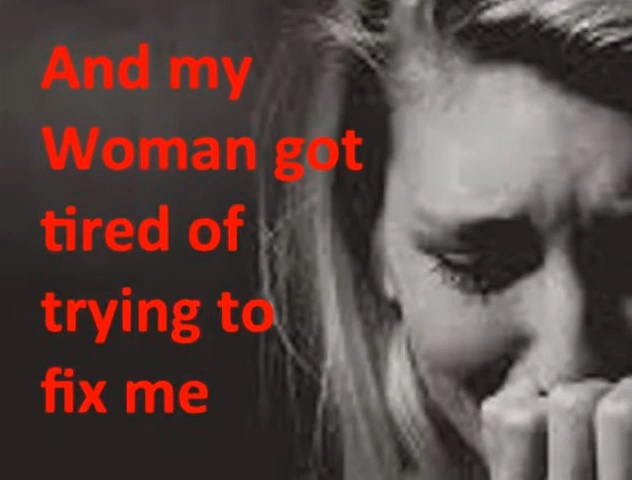 And my
Woman got
tired of
trying to
fix me